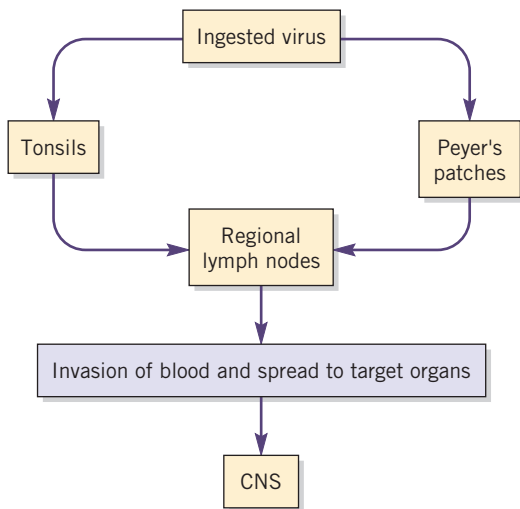 Ingested virus
Tonsils
Peyer's
patches
Regional
lymph nodes
Invasion of blood and spread to target organs
CNS